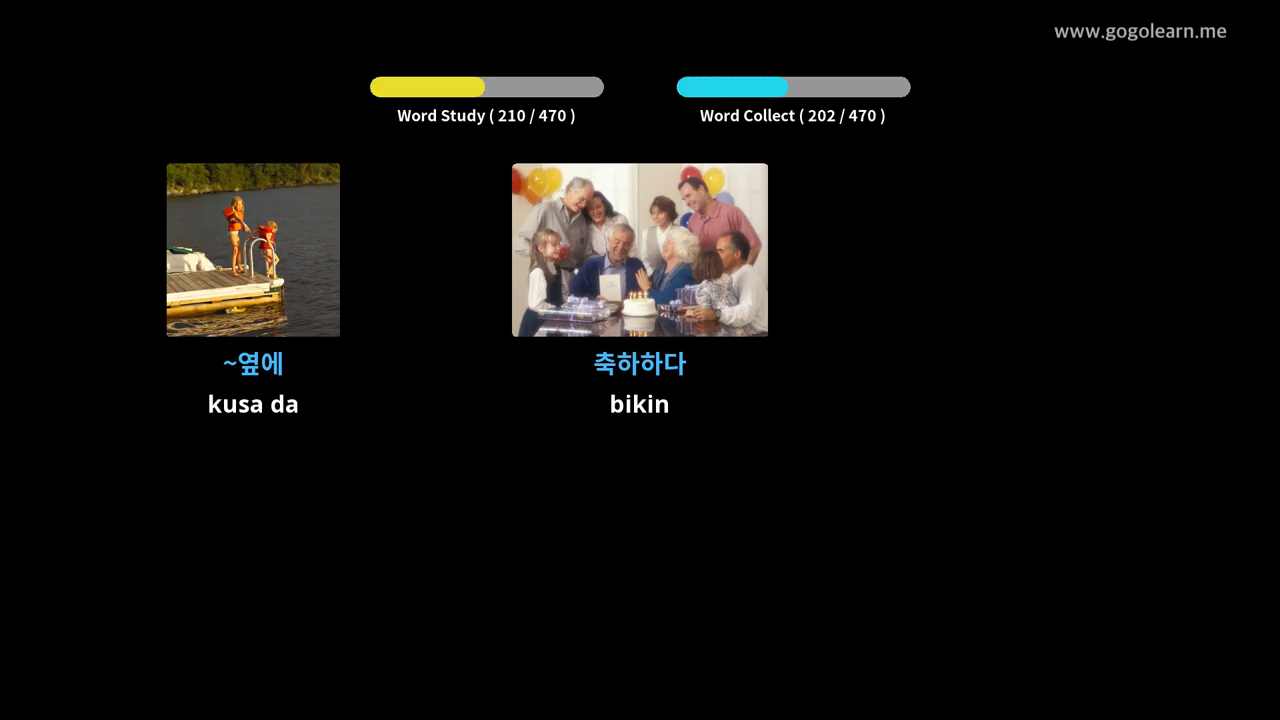 www.gogolearn.me
Word Study ( 210 / 470 )
Word Collect ( 202 / 470 )
~옆에
kusa da
축하하다
bikin